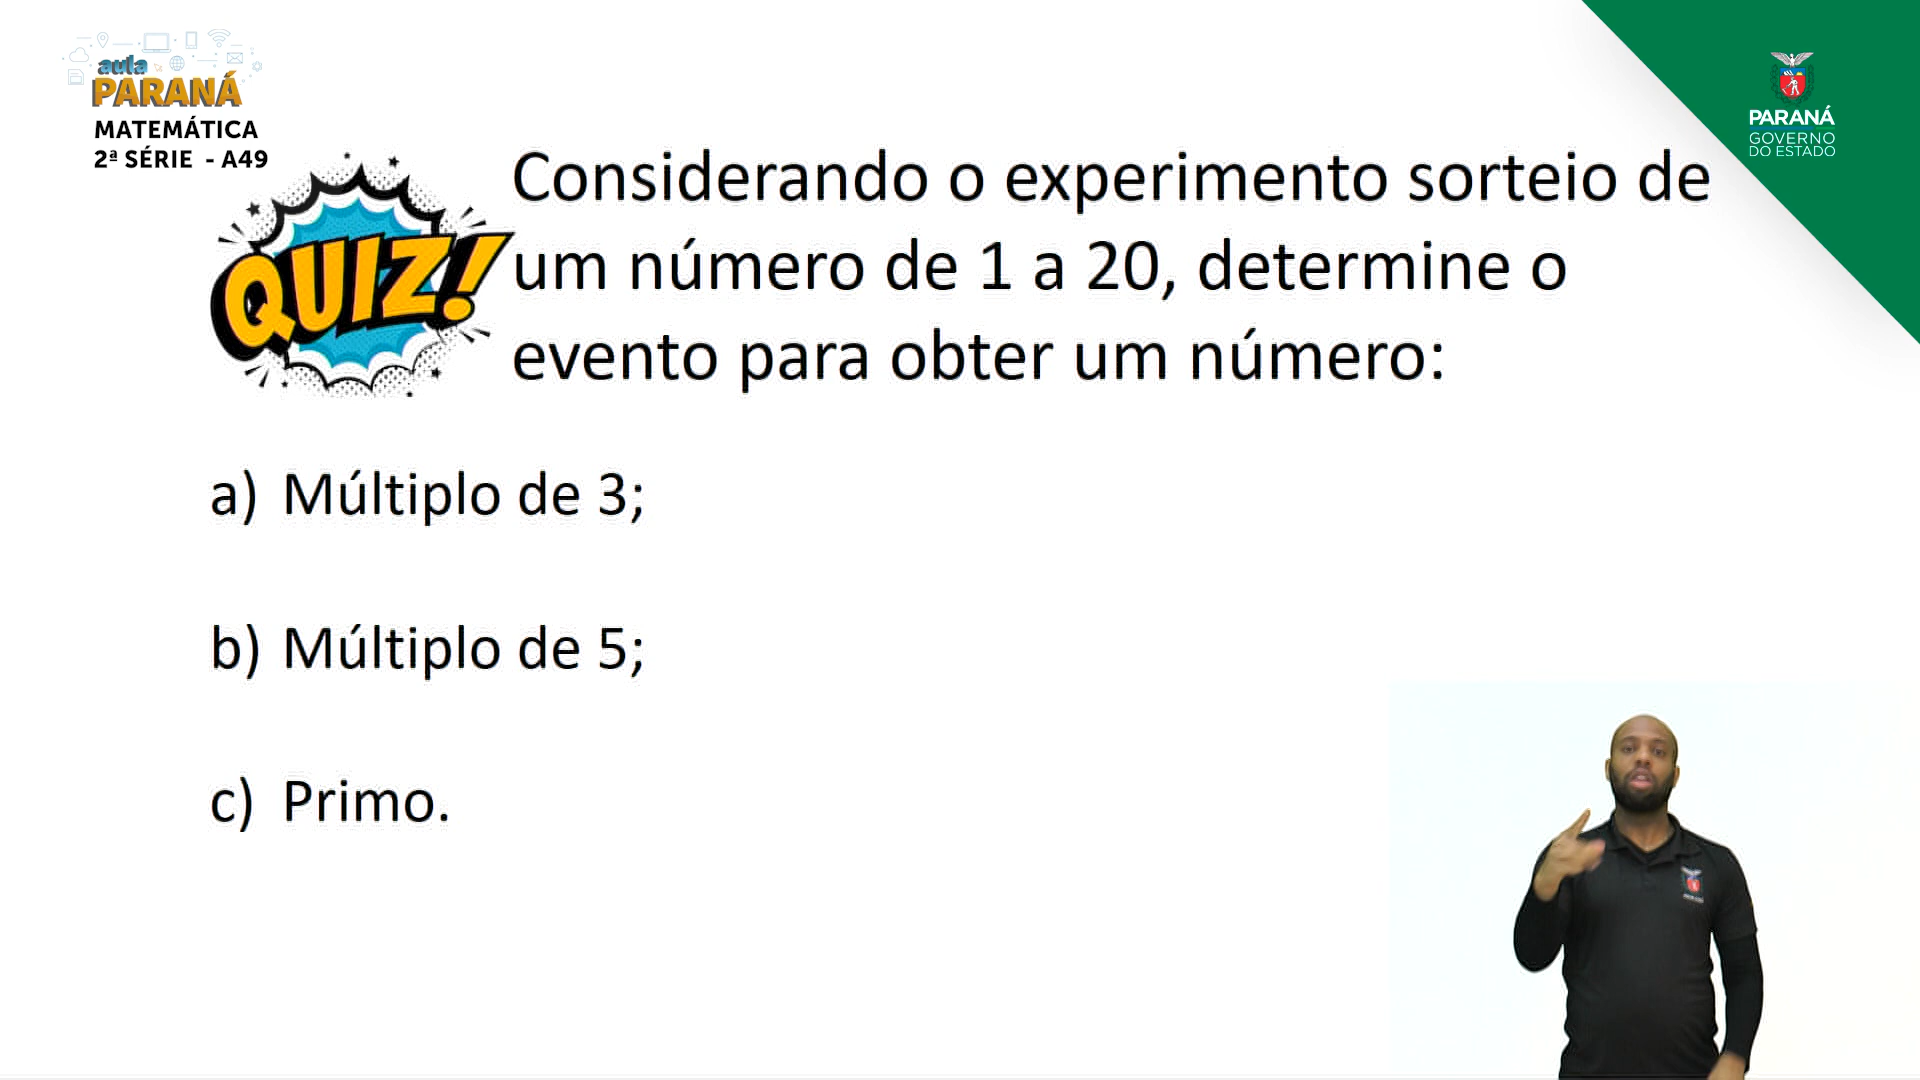 aula
PARANÁ
MATEMÁTICA
2ª SÉRIE - A49
PARANÁ
GOVERNO
DO ESTADO
QUIZ!
Considerando o experimento sorteio de
um número de 1 a 20, determine o
evento para obter um número:
a) Múltiplo de 3;
b) Múltiplo de 5;
c) Primo.